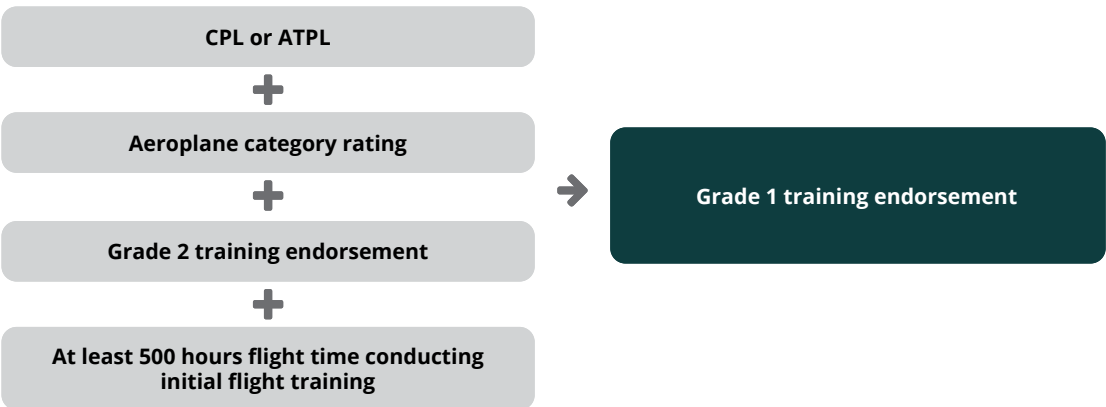 CPL or ATPL
Aeroplane category rating
Grade 2 training endorsement
At least 500 hours flight time conducting
initial flight training
Grade 1 training endorsement